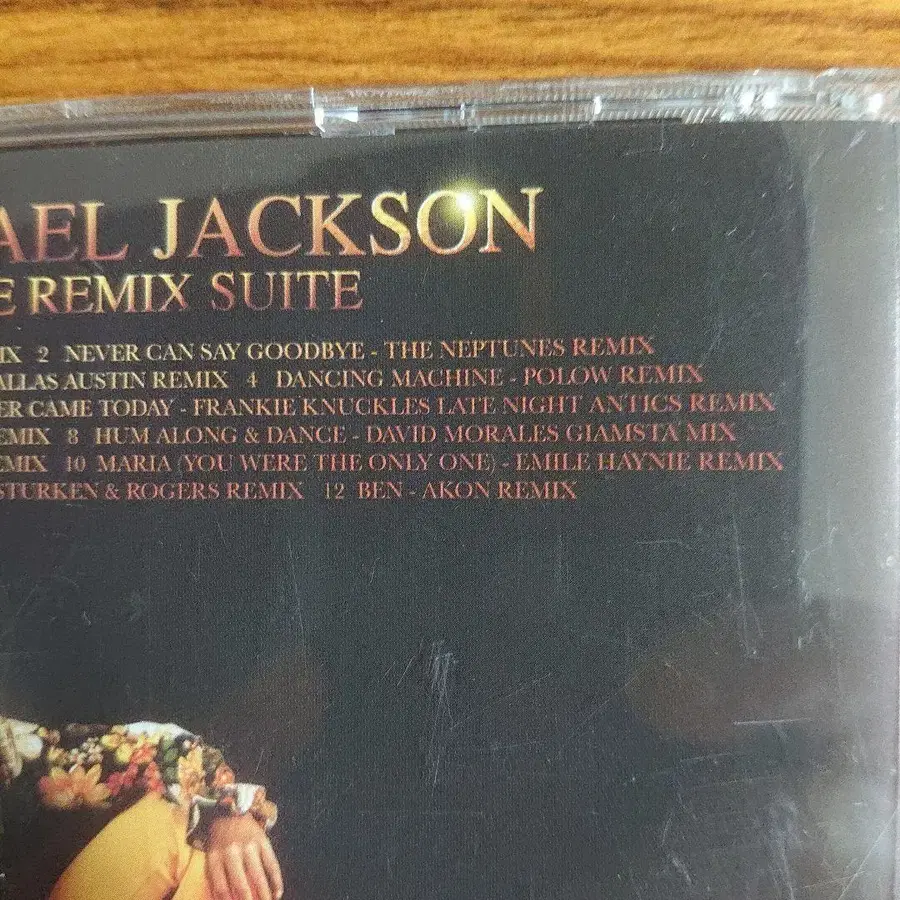 AEL JACKSON
E REMIX SUITE
IX 2 NEVER CAN SAY GOODBYE - THE NEPTUNES REMIX
ALLAS AUSTIN REMIX 4 DANCING MACHINE - POLOW REMIX
ER CAME TODAY - FRANKIE KNUCKLES LATE NIGHT ANTICS REMIX
EMIX 8 HUM ALONG & DANCE - DAVID MORALES GIAMSTA MIX
EMIX 10 MARIA (YOU WERE THE ONLY ONE) - EMILE HAYNIE REMIX
STURKEN & ROGERS REMIX 12 BEN - AKON REMIX